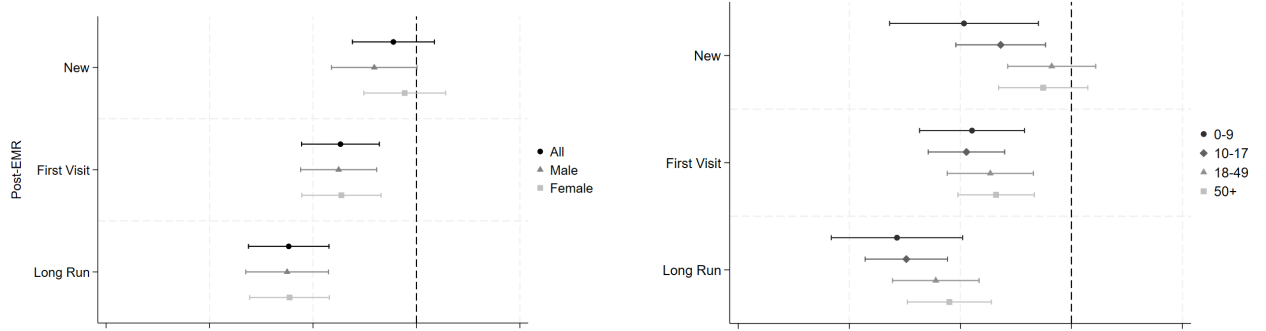 Post-EMR
New
First Visit
Long Run
All
Male
Female
New
First Visit
Long Run
0-9
10-17
18-49
50+